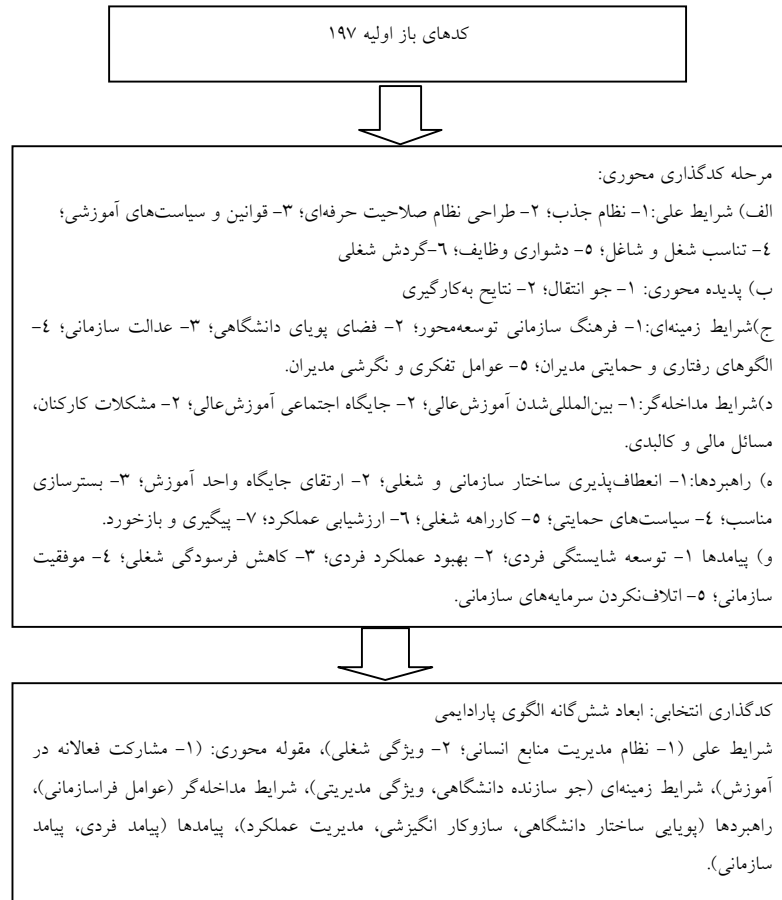 کدهای باز اولیه ۱۹۷
مرحله کدگذاری محوری:
الف) شرایط علی:۱- نظام جذب؛ ۲- طراحی نظام صلاحیت حرفه‌ای؛ ۳- قوانین و سیاست‌های آموزشی؛
٤- تناسب شغل و شاغل؛ ٥- دشواری وظایف؛ ٦-گردش شغلی
ب) پدیده محوری: ۱- جو انتقال؛ ۲- نتایج به‌کارگیری
ج)شرایط زمینه‌ای:۱- فرهنگ سازمانی توسعه‌محور؛ ۲- فضای پویای دانشگاهی؛ ۳- عدالت سازمانی؛ ٤-
الگوهای رفتاری و حمایتی مدیران؛ ٥- عوامل تفکری و نگرشی مدیران.
د)شرایط مداخله‌گر:۱- بین‌المللی‌شدن آموزش‌عالی؛ ۲- جایگاه اجتماعی آموزش‌عالی؛ ۲- مشکلات کارکنان،
مسائل مالی و کالبدی.
ه) راهبردها:۱- انعطاف‌پذیری ساختار سازمانی و شغلی؛ ۲- ارتقای جایگاه واحد آموزش؛ ۳- بسترسازی
مناسب؛ ٤- سیاست‌های حمایتی؛ ٥- کارراهه شغلی؛ ٦- ارزشیابی عملکرد؛ ۷- پیگیری و بازخورد.
و) پیامدها ۱- توسعه شایستگی فردی؛ ۲- بهبود عملکرد فردی؛ ۳- کاهش فرسودگی شغلی؛ ٤- موفقیت
سازمانی؛ ٥- اتلاف‌نکردن سرمایه‌های سازمانی.
کدگذاری انتخابی: ابعاد شش‌گانه الگوی پارادایمی
شرایط علی (۱- نظام مدیریت منابع انسانی؛ ۲- ویژگی شغلی)، مقوله محوری: (۱- مشارکت فعالانه در
آموزش)، شرایط زمینه‌ای (جو سازنده دانشگاهی، ویژگی مدیریتی)، شرایط مداخله‌گر (عوامل فراسازمانی)،
راهبردها (پویایی ساختار دانشگاهی، سازوکار انگیزشی، مدیریت عملکرد)، پیامدها (پیامد فردی، پیامد
سازمانی).